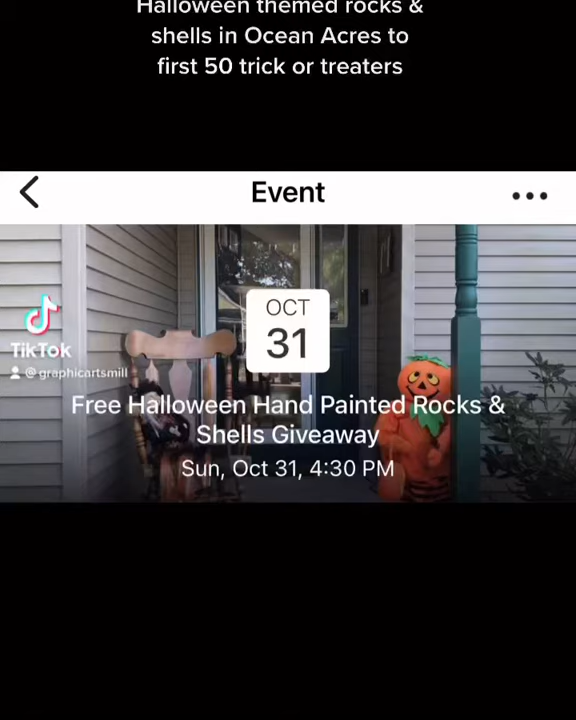 Halloween themed rocks &
shells in Ocean Acres to
first 50 trick or treaters
Event
OCT
31
TikTok
@graphicartsmill
Free Halloween Hand Painted Rocks &
Shells Giveaway
Sun, Oct 31, 4:30 PM